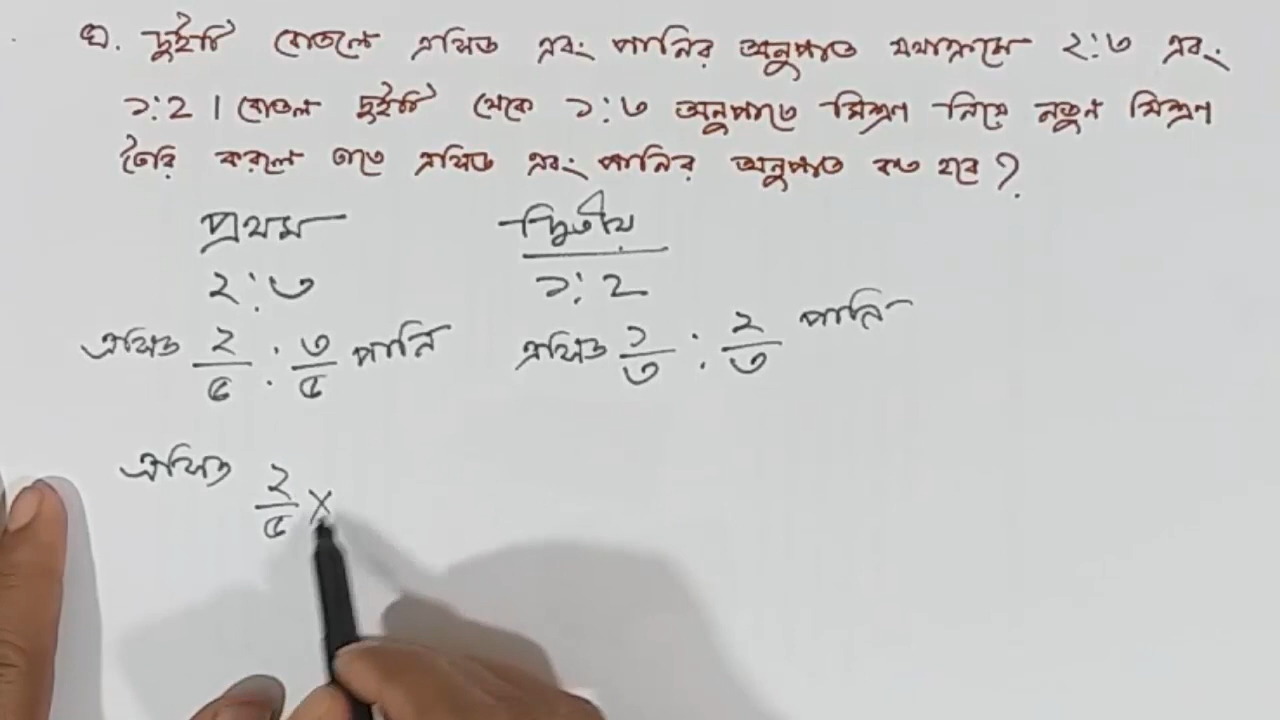 ঘ. দুইটি বোতলে এসিড এবং পানির অনুপাত যথাক্রমে ২:৩ এবং
১:২। বোতল দুইটি থেকে ১:৩ অনুপাতে মিশ্রণ নিয়ে নতুন মিশ্রণ
তৈরি করলে তাতে এসিড এবং পানির অনুপাত কত হবে?
প্রথম দ্বিতীয়
২:৩ ১:২
এসিড ২/৫ : ৩/৫ পানি এসিড ১/৩ : ২/৩ পানি
এসিড ২/৫ ×